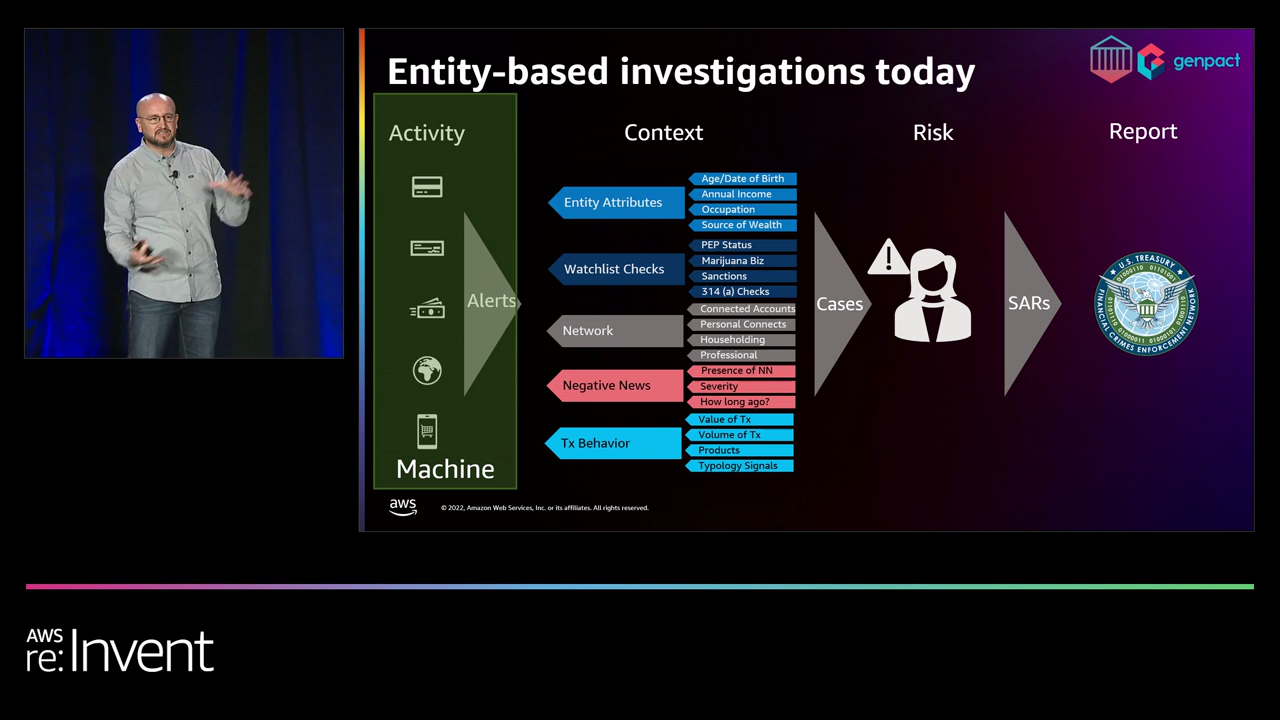 Entity-based investigations today
genpact
Activity
Context
Risk
Report
Alerts
Machine
Entity Attributes
Age/Date of Birth
Annual Income
Occupation
Source of Wealth
Watchlist Checks
PEP Status
Marijuana Biz
Sanctions
314 (a) Checks
Network
Connected Accounts
Personal Connects
Householding
Professional
Negative News
Presence of NN
Severity
How long ago?
Tx Behavior
Value of Tx
Volume of Tx
Products
Typology Signals
Cases
SARs
U.S. TREASURY
FINANCIAL CRIMES ENFORCEMENT NETWORK
aws
© 2022, Amazon Web Services, Inc. or its affiliates. All rights reserved.
AWS
re:Invent